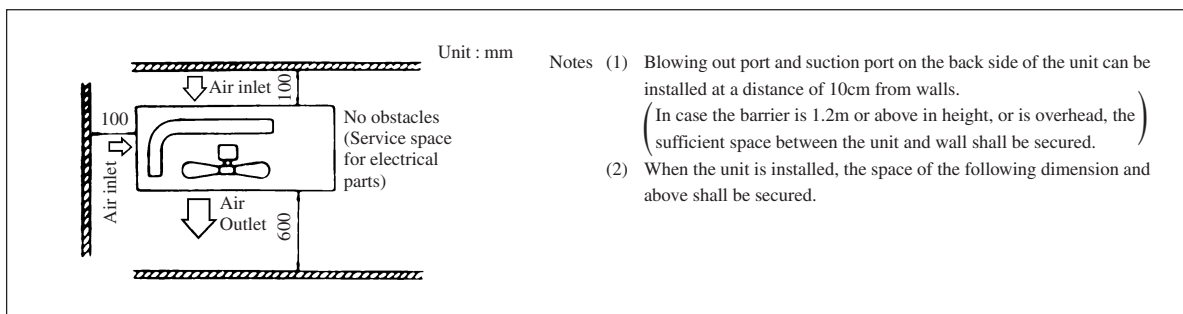 Unit : mm
Air inlet
100
100
Air inlet
No obstacles
(Service space
for electrical
parts)
Air
Outlet
600
Notes (1) Blowing out port and suction port on the back side of the unit can be
installed at a distance of 10cm from walls.
(In case the barrier is 1.2m or above in height, or is overhead, the
sufficient space between the unit and wall shall be secured.)
(2) When the unit is installed, the space of the following dimension and
above shall be secured.